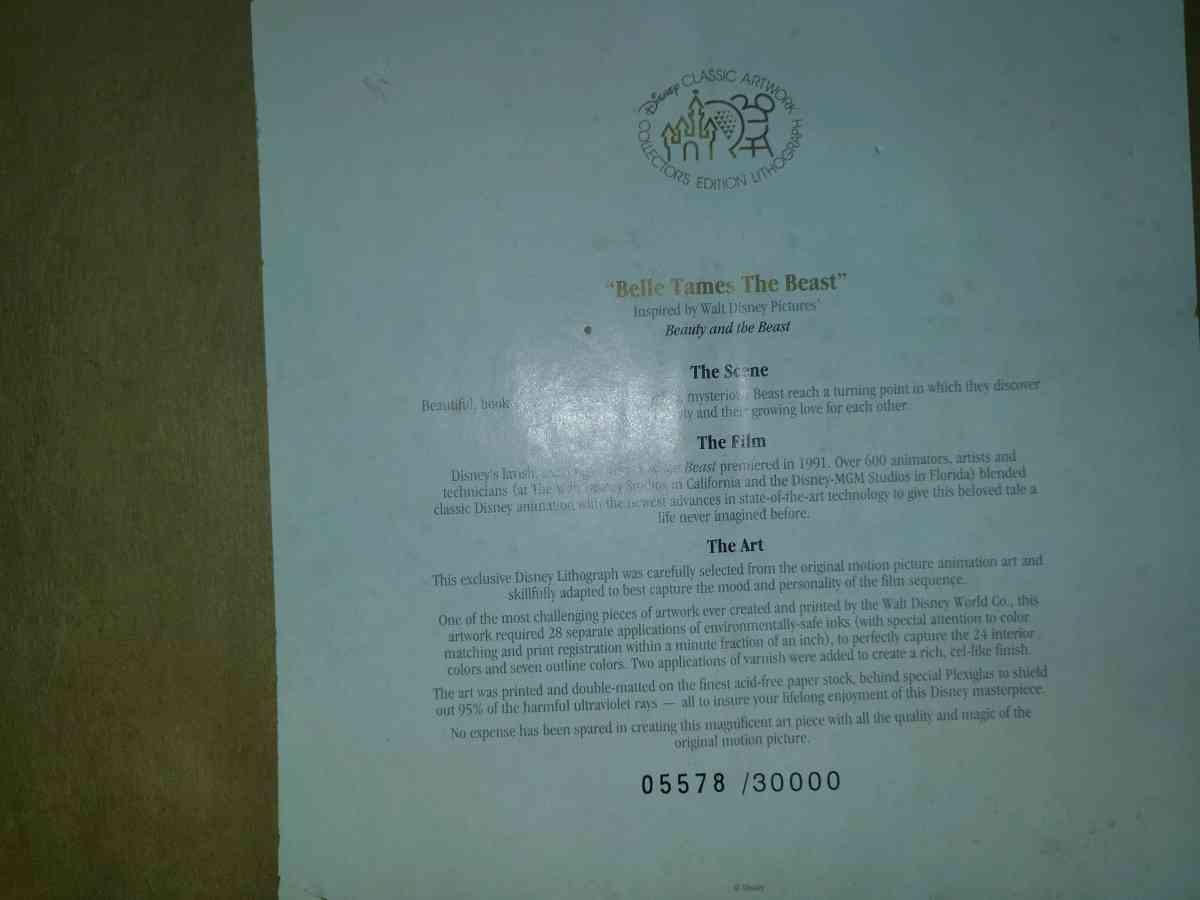 Disney CLASSIC ARTWORK
COLLECTOR'S EDITION LITHOGRAPH
“Belle Tames The Beast”
Inspired by Walt Disney Pictures'
Beauty and the Beast
The Scene
Beautiful, book mysterious Beast reach a turning point in which they discover
and their growing love for each other.
The Film
Disney's lavish, Beast premiered in 1991. Over 600 animators, artists and
technicians (at The Walt Disney Studios in California and the Disney-MGM Studios in Florida) blended
classic Disney animation with the newest advances in state-of-the-art technology to give this beloved tale a
life never imagined before.
The Art
This exclusive Disney Lithograph was carefully selected from the original motion picture animation art and
skillfully adapted to best capture the mood and personality of the film sequence.
One of the most challenging pieces of artwork ever created and printed by the Walt Disney World Co., this
artwork required 28 separate applications of environmentally-safe inks (with special attention to color
matching and print registration within a minute fraction of an inch), to perfectly capture the 24 interior
colors and seven outline colors. Two applications of varnish were added to create a rich, cel-like finish.
The art was printed and double-matted on the finest acid-free paper stock, behind special Plexiglas to shield
out 95% of the harmful ultraviolet rays — all to insure your lifelong enjoyment of this Disney masterpiece.
No expense has been spared in creating this magnificent art piece with all the quality and magic of the
original motion picture.
05578 /30000
© Disney